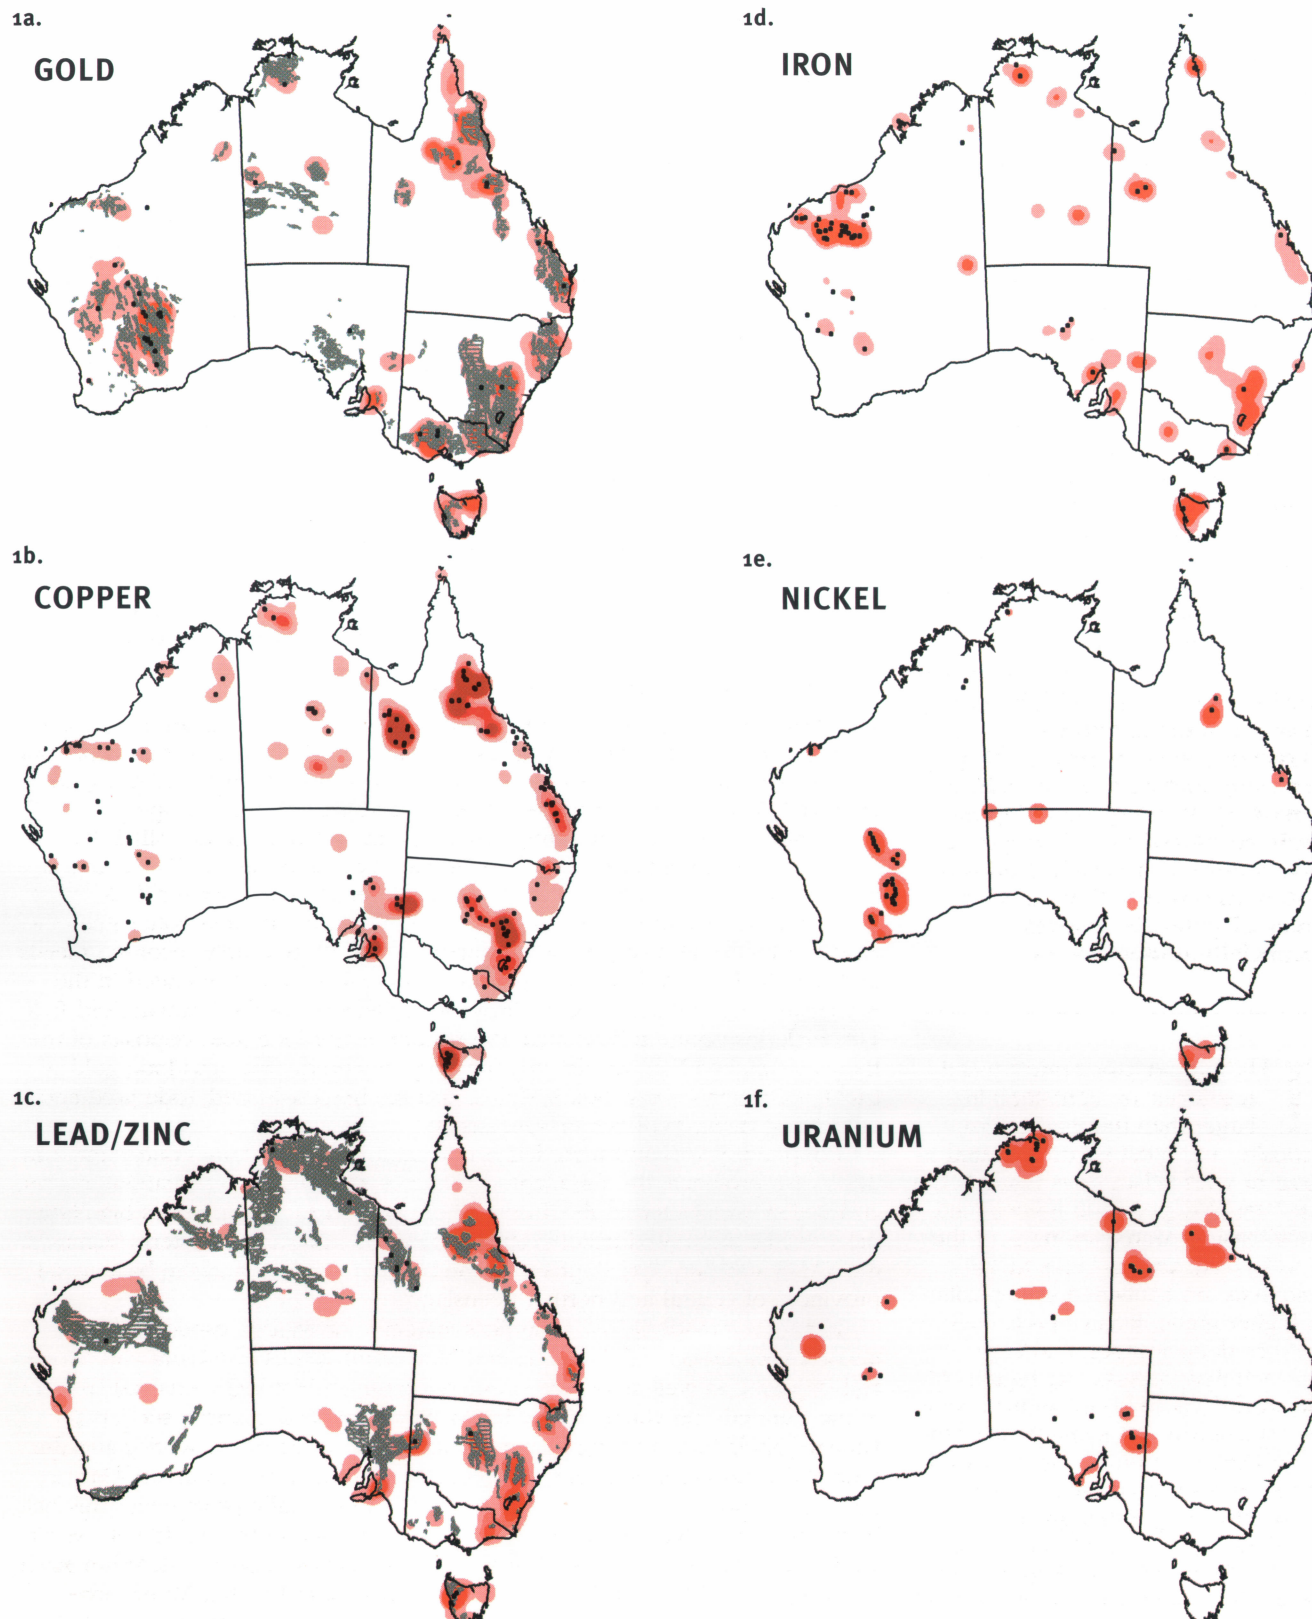 1a.
GOLD
1b.
COPPER
1c.
LEAD/ZINC
1d.
IRON
1e.
NICKEL
1f.
URANIUM